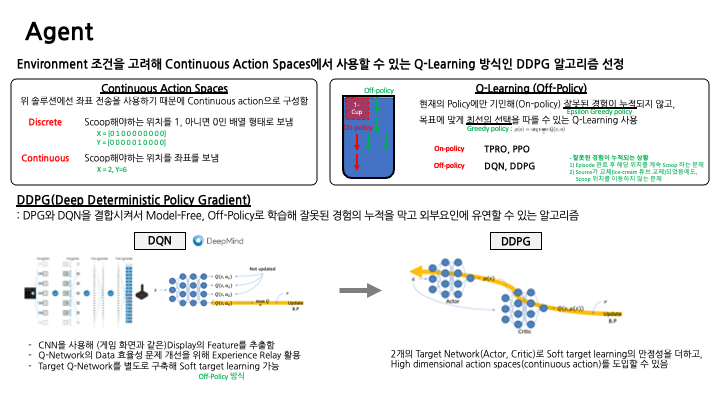 Agent
Environment 조건을 고려해 Continuous Action Spaces에서 사용할 수 있는 Q-Learning 방식인 DDPG 알고리즘 선정
Continuous Action Spaces
위 솔루션에선 좌표 전송을 사용하기 때문에 Continuous action으로 구성함
Discrete
Scoop해야하는 위치를 1, 아니면 0인 배열 형태로 보냄
X = [0 1 0 0 0 0 0 0 0 0]
Y = [0 0 0 0 0 1 0 0 0 0]
Continuous
Scoop해야하는 위치를 좌표를 보냄
X = 2, Y=6
Q-Learning (Off-Policy)
Off-policy
1-Cup
On-policy
현재의 Policy에만 기인해(On-policy) 잘못된 경험이 누적되지 않고,
Epsilon Greedy policy
목표에 맞게 최선의 선택을 따를 수 있는 Q-Learning 사용
Greedy policy :
On-policy
TPRO, PPO
Off-policy
DQN, DDPG
- 잘못된 경험이 누적되는 상황
1) Episode 완료 후 해당 위치를 계속 Scoop 하는 문제
2) Source가 교체(Ice-cream 튜브 교체)되었음에도,
Scoop 위치를 이동하지 않는 문제
DDPG(Deep Deterministic Policy Gradient)
: DPG와 DQN을 결합시켜서 Model-Free, Off-Policy로 학습해 잘못된 경험의 누적을 막고 외부요인에 유연할 수 있는 알고리즘
DQN
DeepMind
Not updated
Update
B.P
- CNN을 사용해 (게임 화면과 같은)Display의 Feature를 추출함
- Q-Network의 Data 효율성 문제 개선을 위해 Experience Relay 활용
- Target Q-Network를 별도로 구축해 Soft target learning 가능
Off-Policy 방식
DDPG
Actor
Critic
Update
B.P
2개의 Target Network(Actor, Critic)로 Soft target learning의 안정성을 더하고,
High dimensional action spaces(continuous action)를 도입할 수 있음